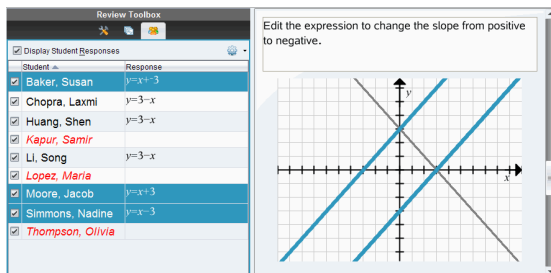 Review Toolbox
Display Student Responses
Student Response
Baker, Susan y=x+⁻3
Chopra, Laxmi y=3−x
Huang, Shen y=3−x
Kapur, Samir
Li, Song y=3−x
Lopez, Maria
Moore, Jacob y=x+3
Simmons, Nadine y=x−3
Thompson, Olivia
Edit the expression to change the slope from positive
to negative.
y
x